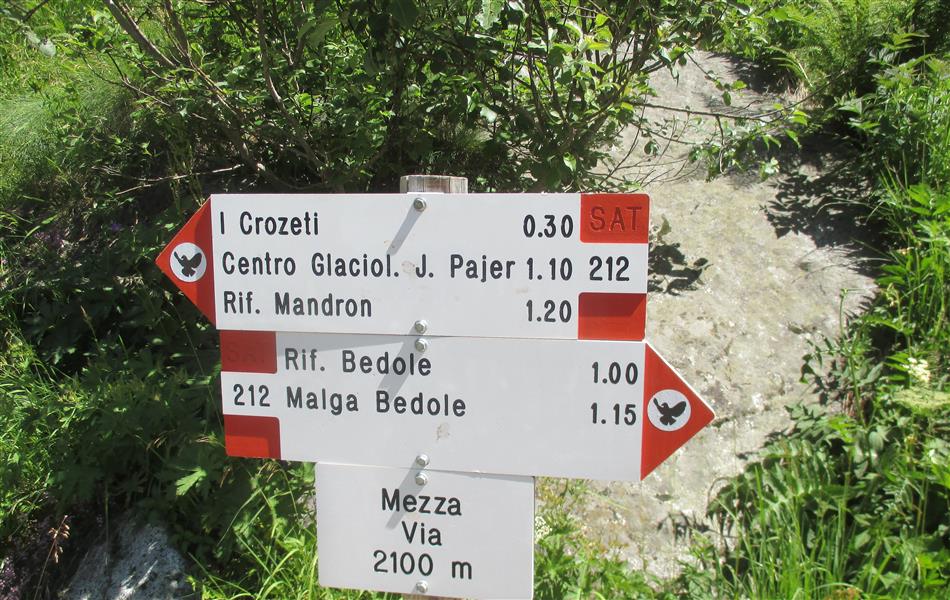 I Crozeti 0.30 SAT
Centro Glaciol. J. Pajer 1.10 212
Rif. Mandron 1.20
SAT Rif. Bedole 1.00
212 Malga Bedole 1.15
Mezza
Via
2100 m